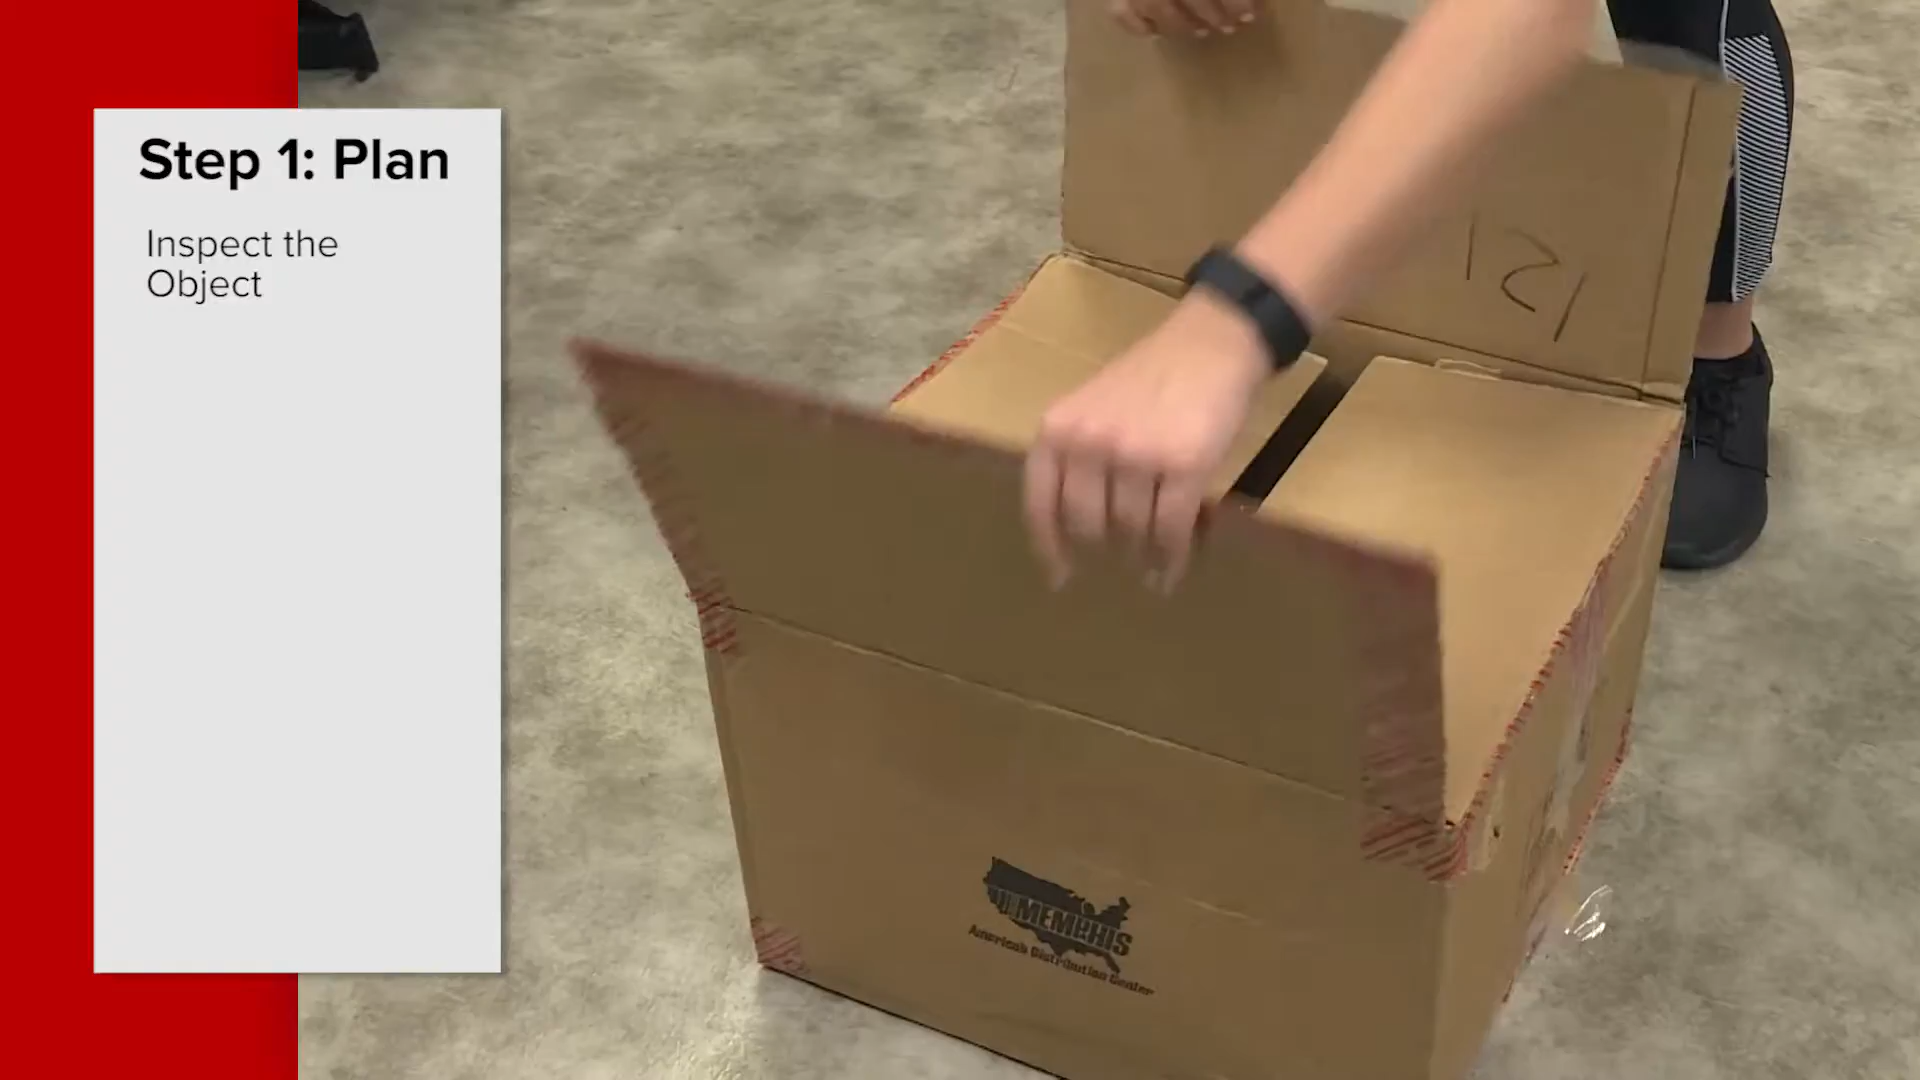 Step 1: Plan
Inspect the
Object
121
MEMPHIS
America's Distribution Center